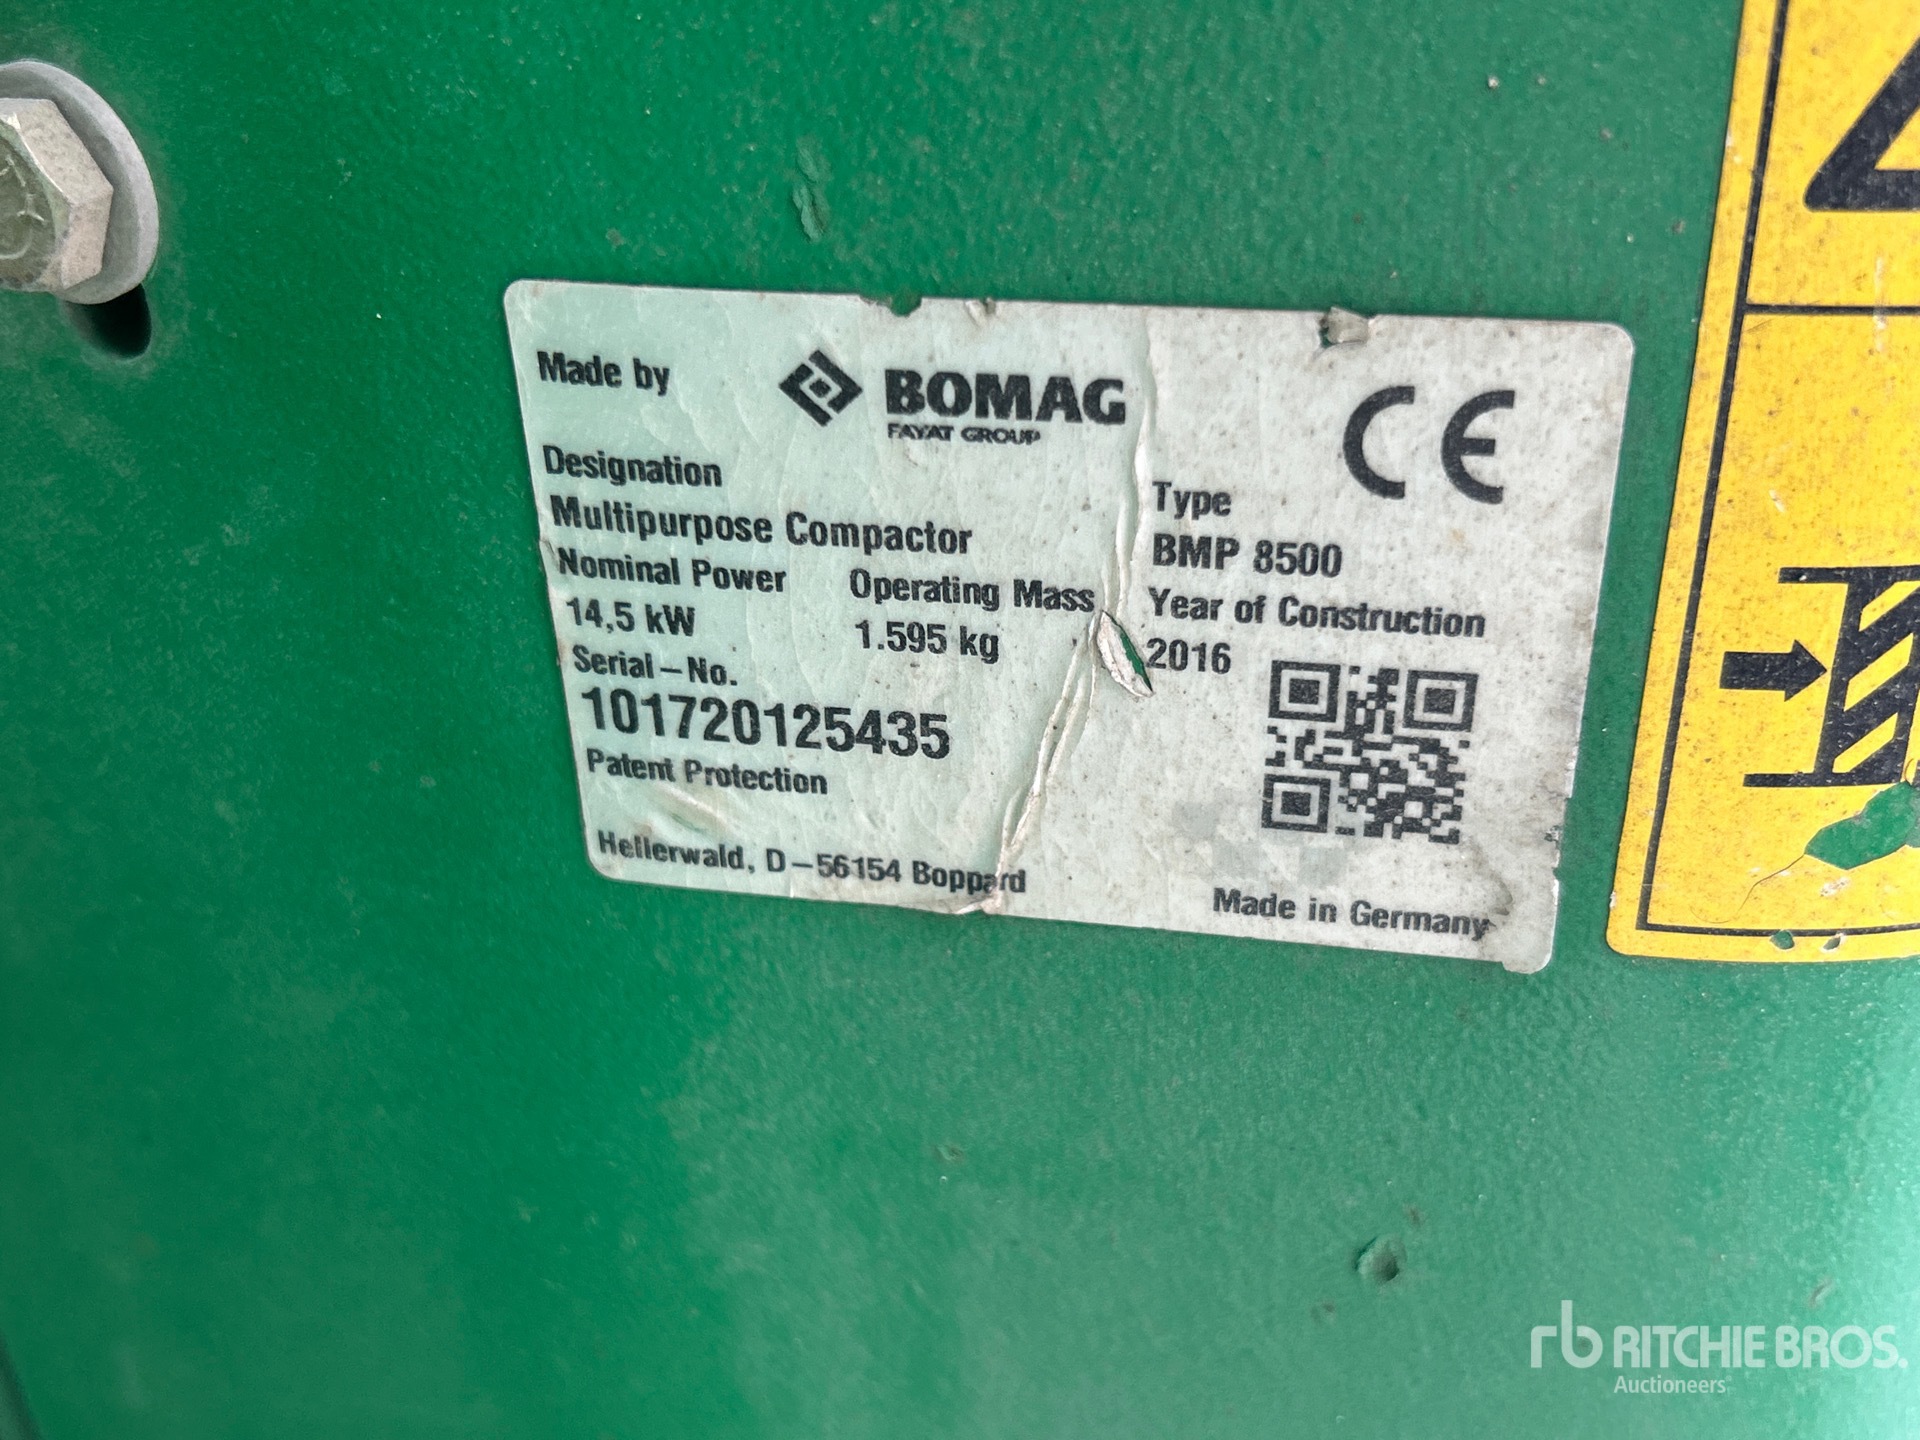 Made by
BOMAG
FAYAT GROUP
CE
Designation
Multipurpose Compactor
Type
BMP 8500
Nominal Power
14,5 kW
Operating Mass
1.595 kg
Year of Construction
2016
Serial-No.
101720125435
Patent Protection
Hellerwald, D-56154 Boppard
Made in Germany
rb RITCHIE BROS.
Auctioneers